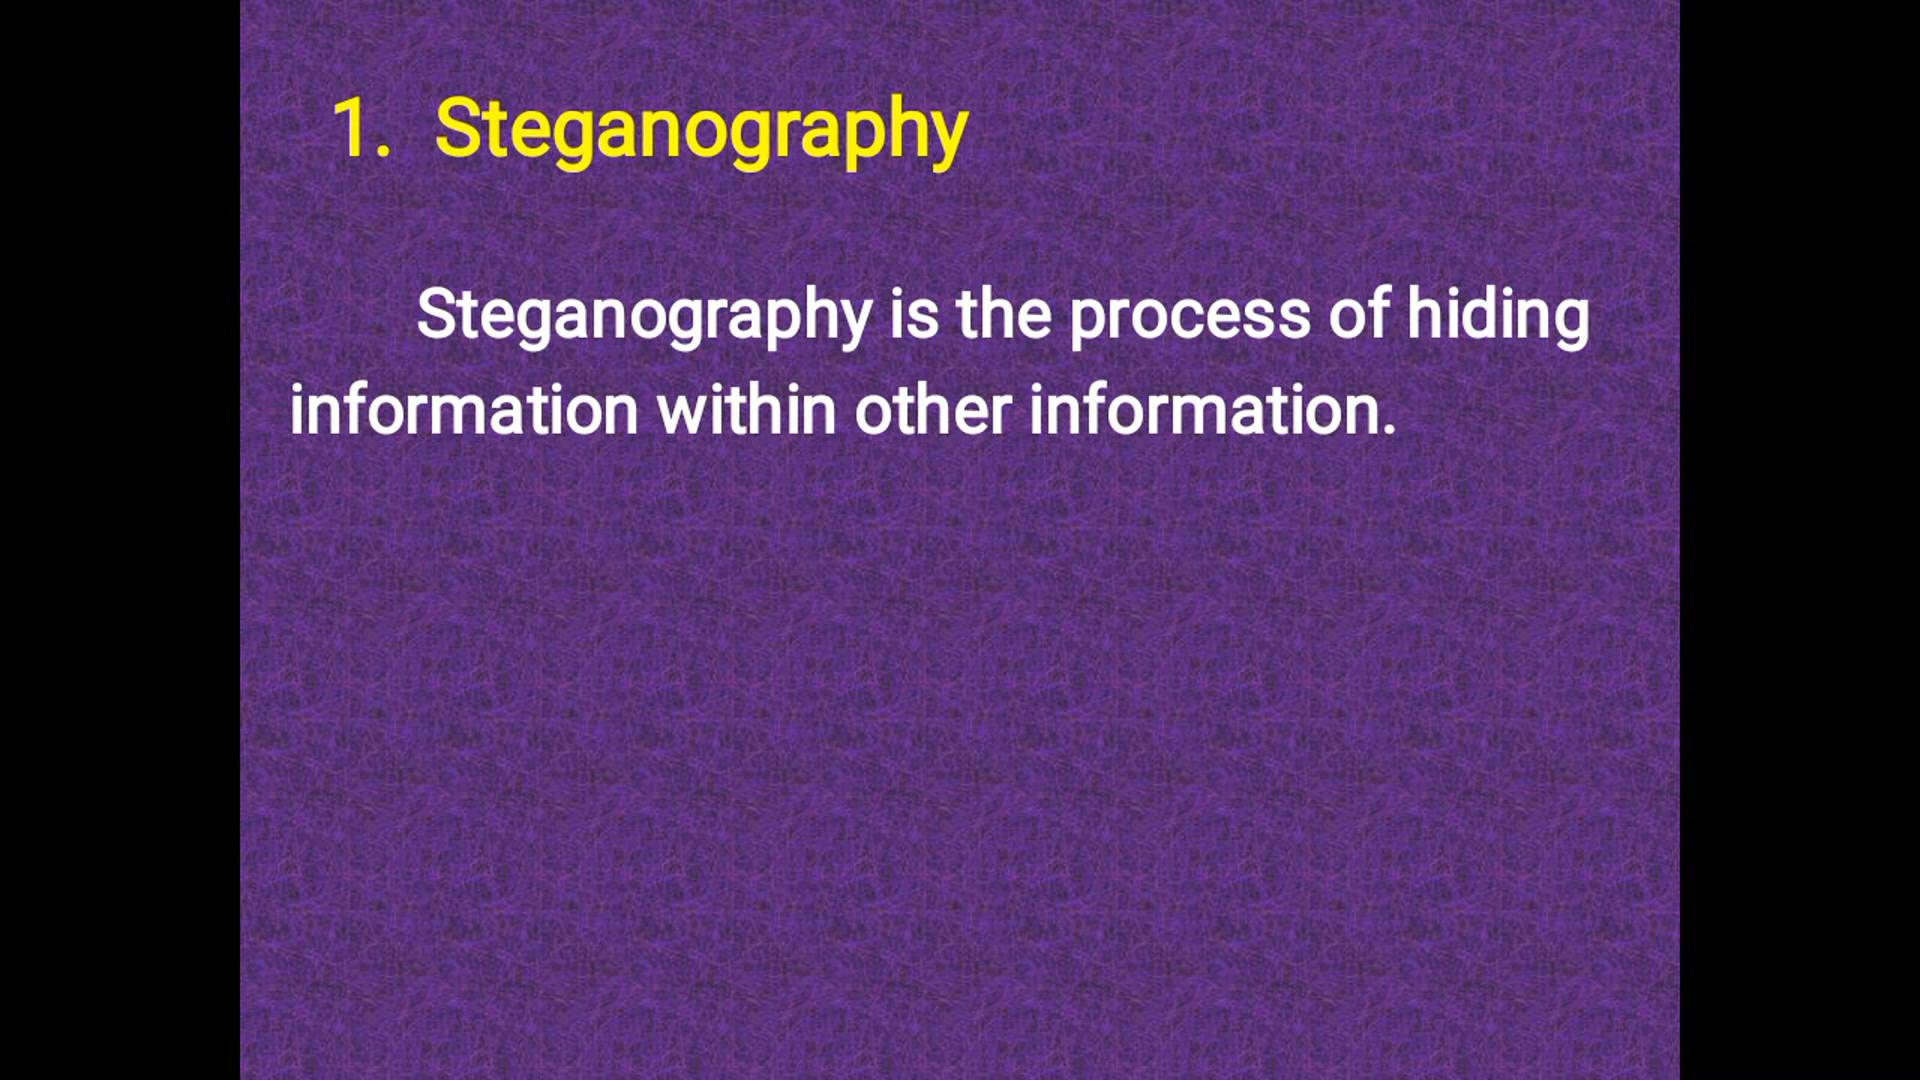 1. Steganography
Steganography is the process of hiding
information within other information.